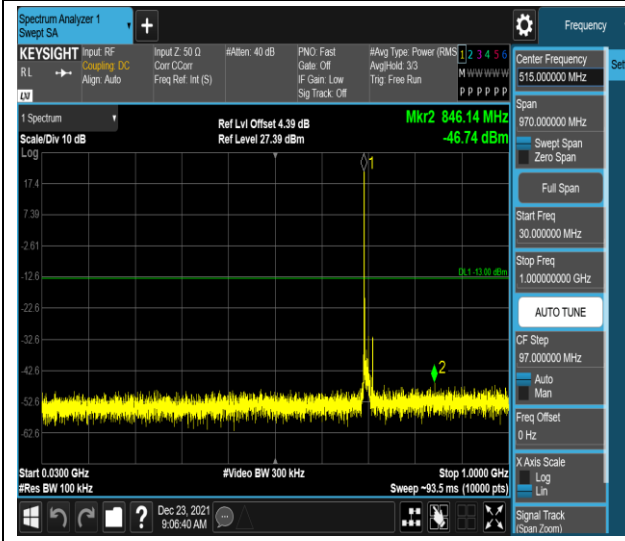 Spectrum Analyzer 1
Swept SA
+
Frequency
KEYSIGHT
RL
LXI
Input: RF
Coupling: DC
Align: Auto
Input Z: 50 Ω
Corr CCorr
Freq Ref: Int (S)
#Atten: 40 dB
PNO: Fast
Gate: Off
IF Gain: Low
Sig Track: Off
#Avg Type: Power (RMS
Avg|Hold: 3/3
Trig: Free Run
1 2 3 4 5 6
M W W W W W
P P P P P P
1 Spectrum
Scale/Div 10 dB
Log
Ref Lvl Offset 4.39 dB
Ref Level 27.39 dBm
Mkr2 846.14 MHz
-46.74 dBm
1
17.4
7.39
-2.61
-12.6
DL1 -13.00 dBm
-22.6
-32.6
-42.6
2
-52.6
-62.6
Start 0.0300 GHz
#Res BW 100 kHz
#Video BW 300 kHz
Stop 1.0000 GHz
Sweep ~93.5 ms (10000 pts)
?
Dec 23, 2021
9:06:40 AM
Center Frequency
515.000000 MHz
Set
Span
970.000000 MHz
Swept Span
Zero Span
Full Span
Start Freq
30.000000 MHz
Stop Freq
1.000000000 GHz
AUTO TUNE
CF Step
97.000000 MHz
Auto
Man
Freq Offset
0 Hz
X Axis Scale
Log
Lin
Signal Track
(Span Zoom)